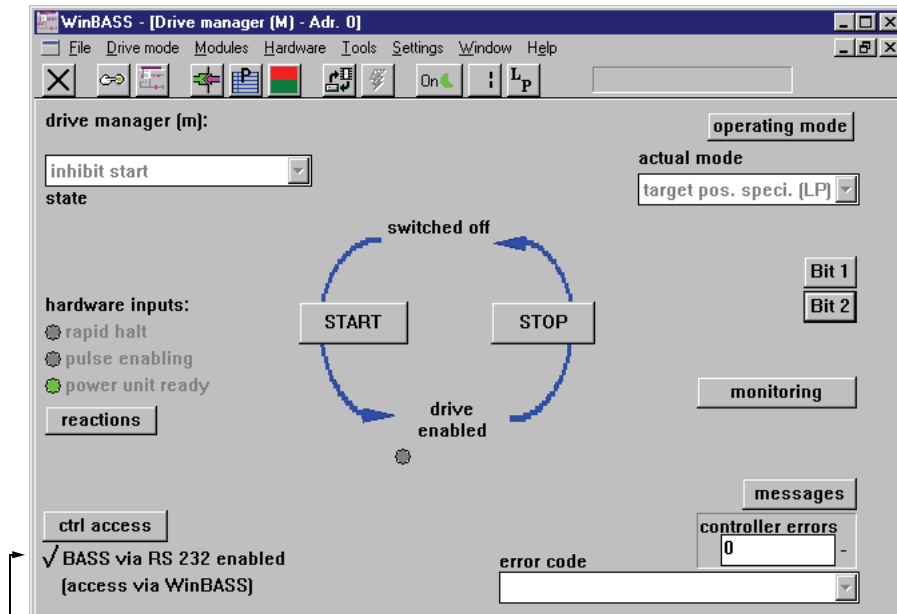 WinBASS - [Drive manager (M) - Adr. 0]
File Drive mode Modules Hardware Tools Settings Window Help
P On L P
drive manager (m):
operating mode
inhibit start
state
actual mode
target pos. speci. (LP)
switched off
Bit 1
Bit 2
hardware inputs:
rapid halt
pulse enabling
power unit ready
START
STOP
reactions
monitoring
drive
enabled
messages
ctrl access
controller errors
0 -
√ BASS via RS 232 enabled
(access via WinBASS)
error code